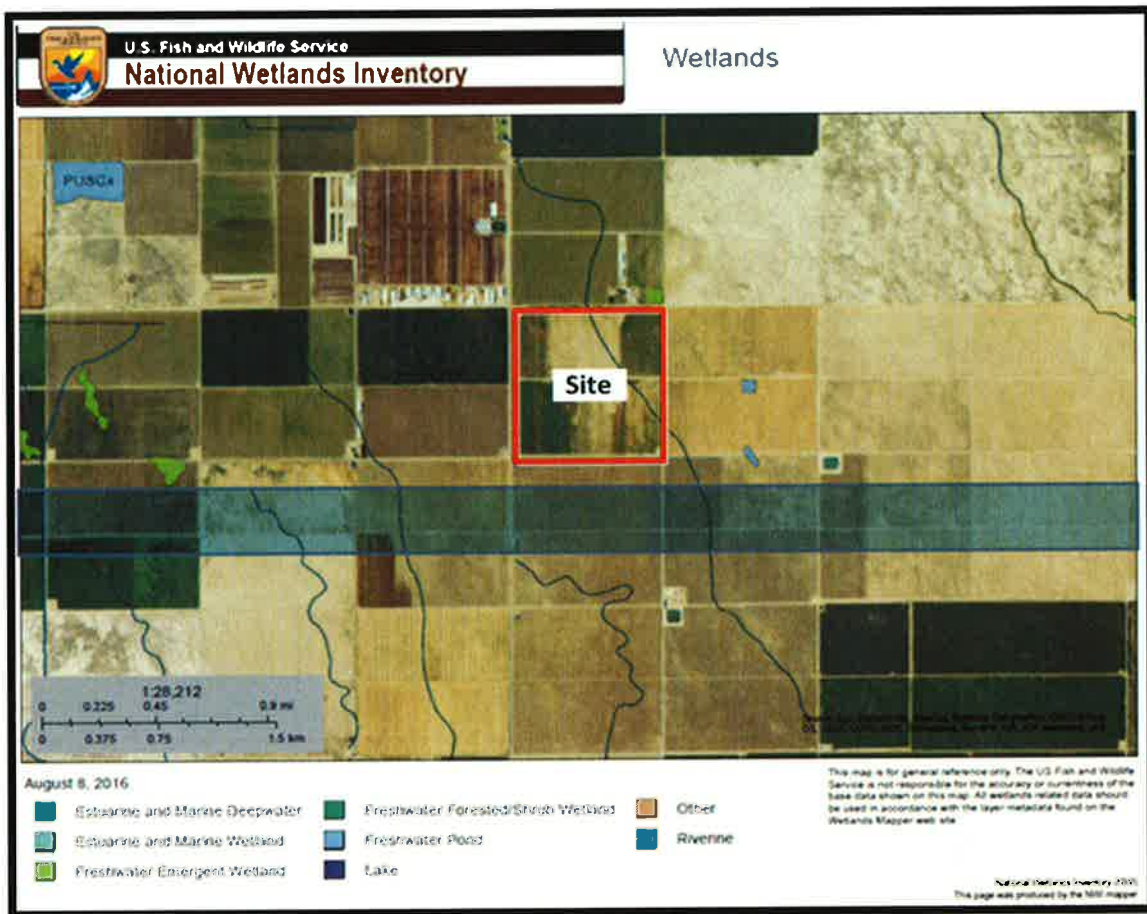 U.S. Fish and Wildlife Service
National Wetlands Inventory
Wetlands
PUSCx
Site
1:28,212
0 0.225 0.45 0.9 mi
0 0.375 0.75 1.5 km
August 8, 2016
Estuarine and Marine Deepwater
Estuarine and Marine Wetland
Freshwater Emergent Wetland
Freshwater Forested/Shrub Wetland
Freshwater Pond
Lake
Other
Riverine
This map is for general reference only. The US Fish and Wildlife
Service is not responsible for the accuracy or currentness of the
base data shown on this map. All wetlands related data should
be used in accordance with the layer metadata found on the
Wetlands Mapper web site.
National Wetlands Inventory
This page was produced by the NWI mapper